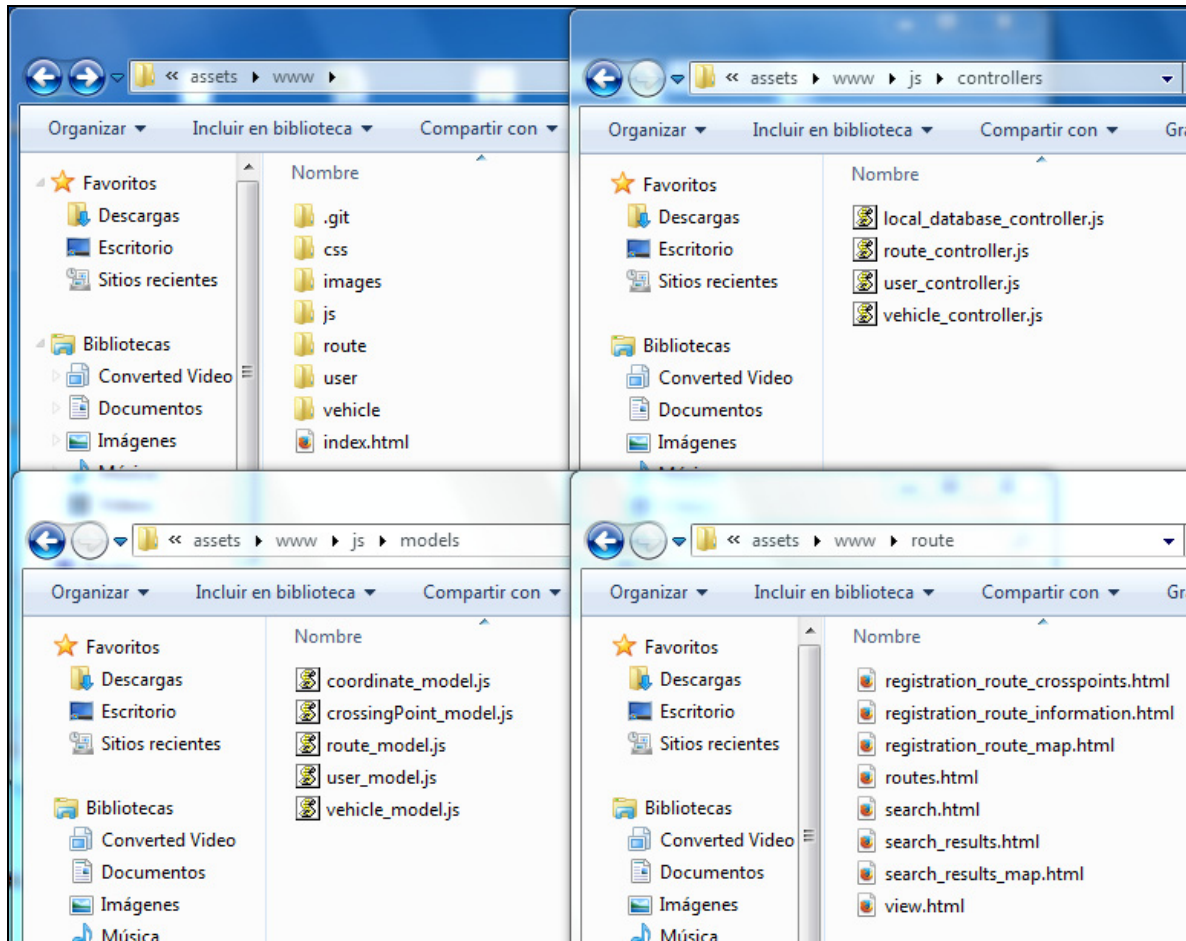 « assets www
Organizar Incluir en biblioteca Compartir con
Favoritos
Descargas
Escritorio
Sitios recientes
Bibliotecas
Converted Video
Documentos
Imágenes
Nombre
.git
css
images
js
route
user
vehicle
index.html
« assets www js controllers
Organizar Incluir en biblioteca Compartir con
Favoritos
Descargas
Escritorio
Sitios recientes
Bibliotecas
Converted Video
Documentos
Imágenes
Nombre
local_database_controller.js
route_controller.js
user_controller.js
vehicle_controller.js
« assets www js models
Organizar Incluir en biblioteca Compartir con
Favoritos
Descargas
Escritorio
Sitios recientes
Bibliotecas
Converted Video
Documentos
Imágenes
Música
Nombre
coordinate_model.js
crossingPoint_model.js
route_model.js
user_model.js
vehicle_model.js
« assets www route
Organizar Incluir en biblioteca Compartir con
Favoritos
Descargas
Escritorio
Sitios recientes
Bibliotecas
Converted Video
Documentos
Imágenes
Música
Nombre
registration_route_crosspoints.html
registration_route_information.html
registration_route_map.html
routes.html
search.html
search_results.html
search_results_map.html
view.html